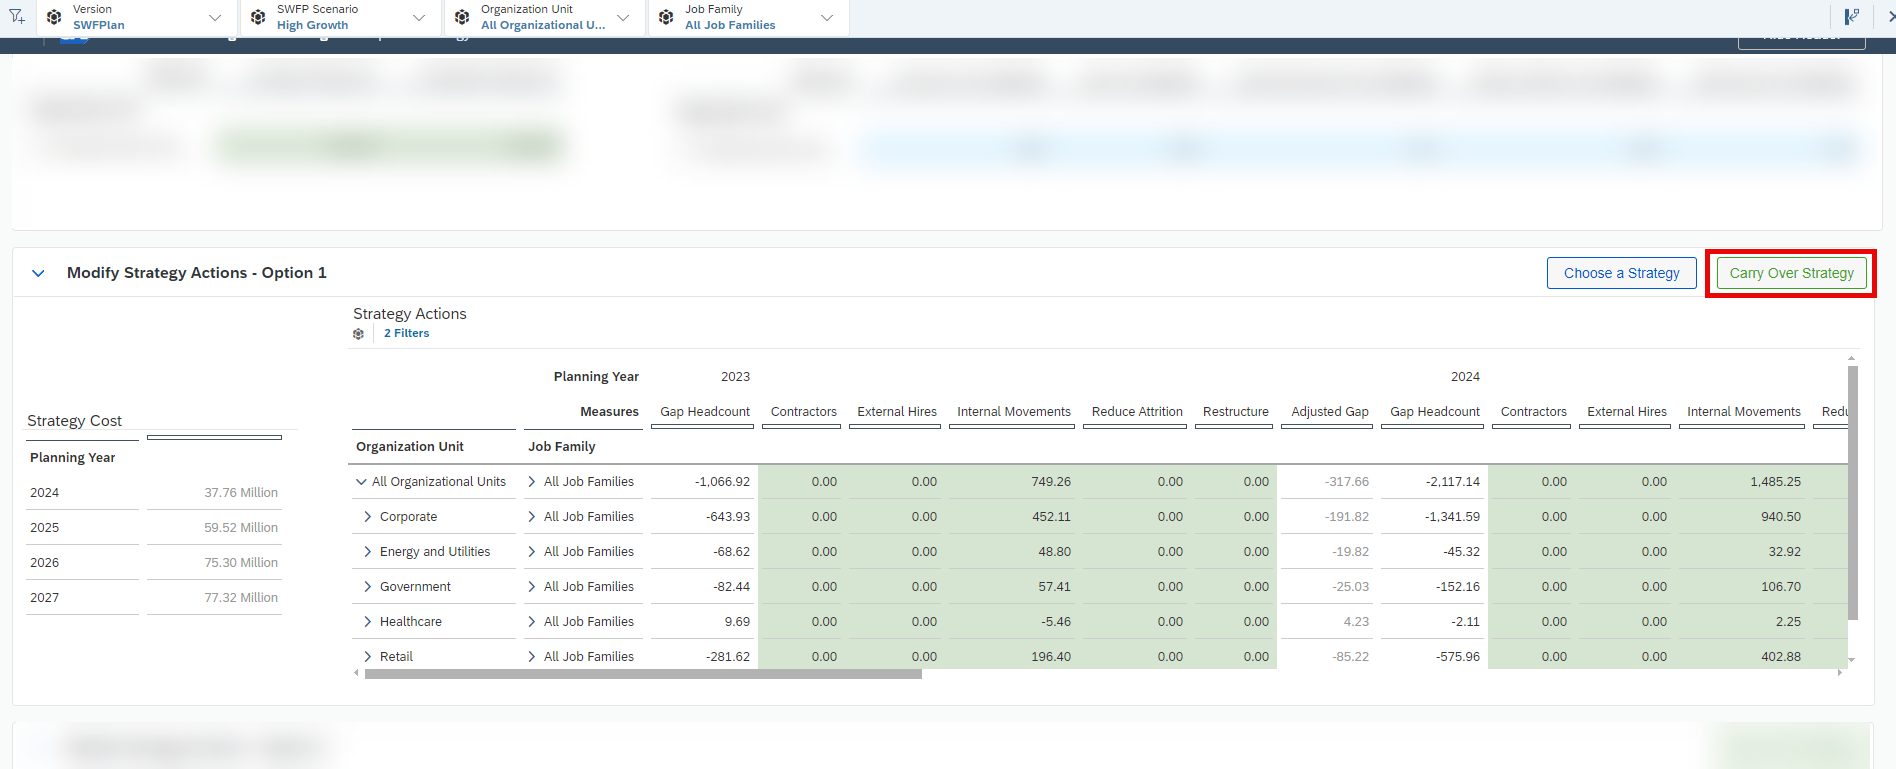 Version
SWFPlan
SWFP Scenario
High Growth
Organization Unit
All Organizational U...
Job Family
All Job Families
Modify Strategy Actions - Option 1
Choose a Strategy
Carry Over Strategy
Strategy Actions
2 Filters
Planning Year 2023 2024
Measures Gap Headcount Contractors External Hires Internal Movements Reduce Attrition Restructure Adjusted Gap Gap Headcount Contractors External Hires Internal Movements
Organization Unit Job Family
All Organizational Units All Job Families -1,066.92 0.00 0.00 749.26 0.00 0.00 -317.66 -2,117.14 0.00 0.00 1,485.25
Corporate All Job Families -643.93 0.00 0.00 452.11 0.00 0.00 -191.82 -1,341.59 0.00 0.00 940.50
Energy and Utilities All Job Families -68.62 0.00 0.00 48.80 0.00 0.00 -19.82 -45.32 0.00 0.00 32.92
Government All Job Families -82.44 0.00 0.00 57.41 0.00 0.00 -25.03 -152.16 0.00 0.00 106.70
Healthcare All Job Families 9.69 0.00 0.00 -5.46 0.00 0.00 4.23 -2.11 0.00 0.00 2.25
Retail All Job Families -281.62 0.00 0.00 196.40 0.00 0.00 -85.22 -575.96 0.00 0.00 402.88
Strategy Cost
Planning Year
2024 37.76 Million
2025 59.52 Million
2026 75.30 Million
2027 77.32 Million